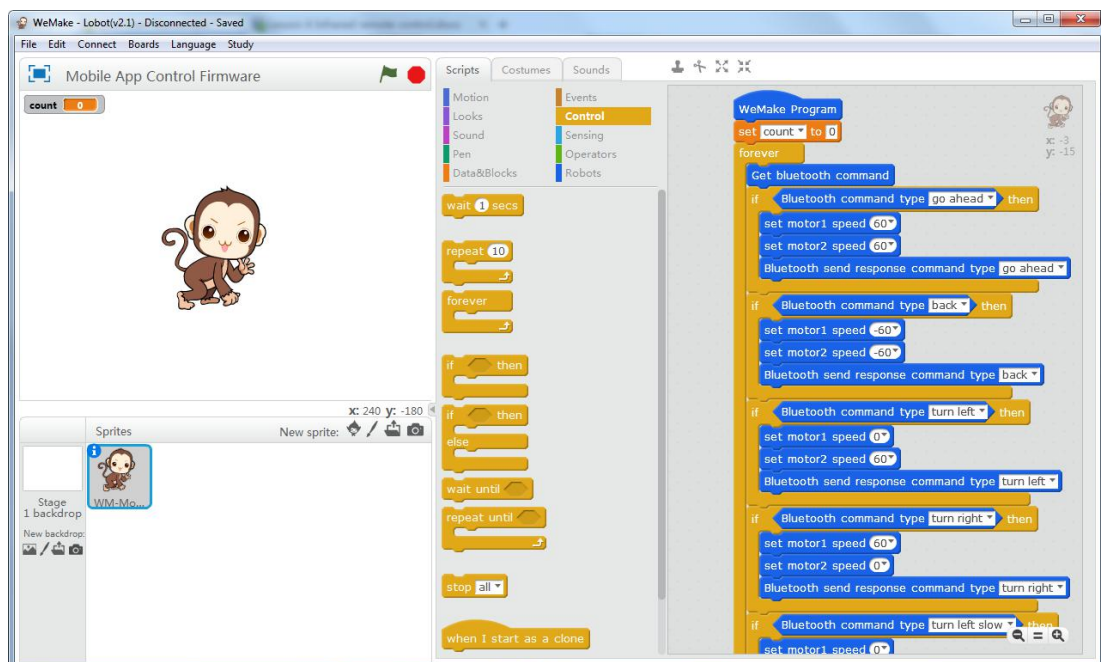 WeMake - Lobot(v2.1) - Disconnected - Saved
File Edit Connect Boards Language Study
Mobile App Control Firmware
count 0
x: 240 y: -180
Sprites New sprite:
WM-Mo...
Stage
1 backdrop
New backdrop:
Scripts Costumes Sounds
Motion Events
Looks Control
Sound Sensing
Pen Operators
Data&Blocks Robots
wait 1 secs
repeat 10
forever
if then
if then
else
wait until
repeat until
stop all
when I start as a clone
x: -3
y: -15
WeMake Program
set count to 0
forever
Get bluetooth command
if Bluetooth command type go ahead then
set motor1 speed 60
set motor2 speed 60
Bluetooth send response command type go ahead
if Bluetooth command type back then
set motor1 speed -60
set motor2 speed -60
Bluetooth send response command type back
if Bluetooth command type turn left then
set motor1 speed 0
set motor2 speed 60
Bluetooth send response command type turn left
if Bluetooth command type turn right then
set motor1 speed 60
set motor2 speed 0
Bluetooth send response command type turn right
if Bluetooth command type turn left slow then
set motor1 speed 0